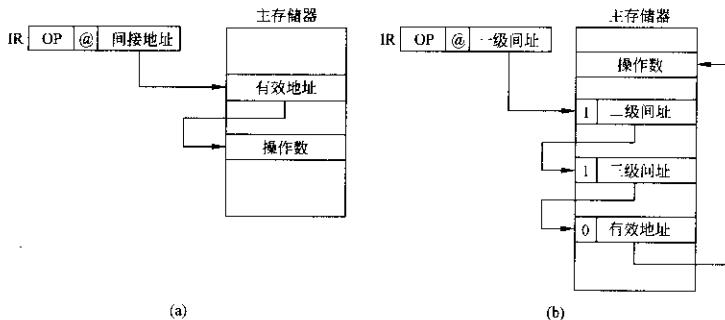 主存储器
IR OP @ 间接地址
有效地址
操作数
(a)
主存储器
IR OP @ 一级间址
操作数
1 二级间址
1 三级间址
0 有效地址
(b)